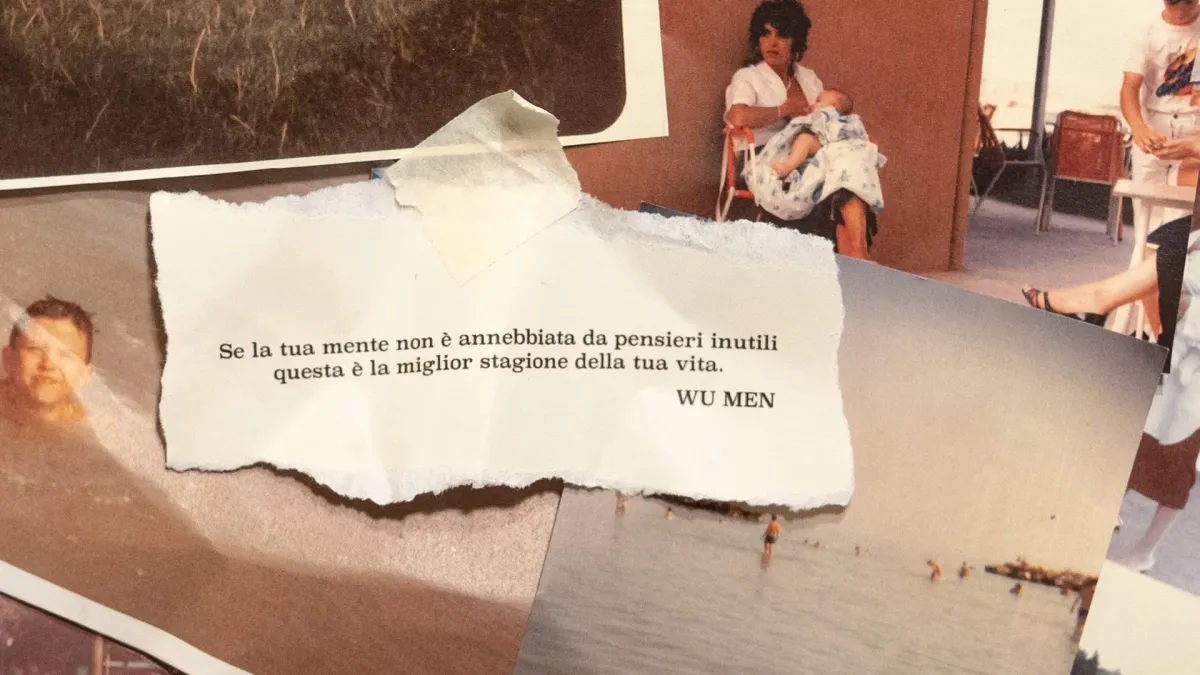 Se la tua mente non è annebbiata da pensieri inutili
questa è la miglior stagione della tua vita.
WU MEN